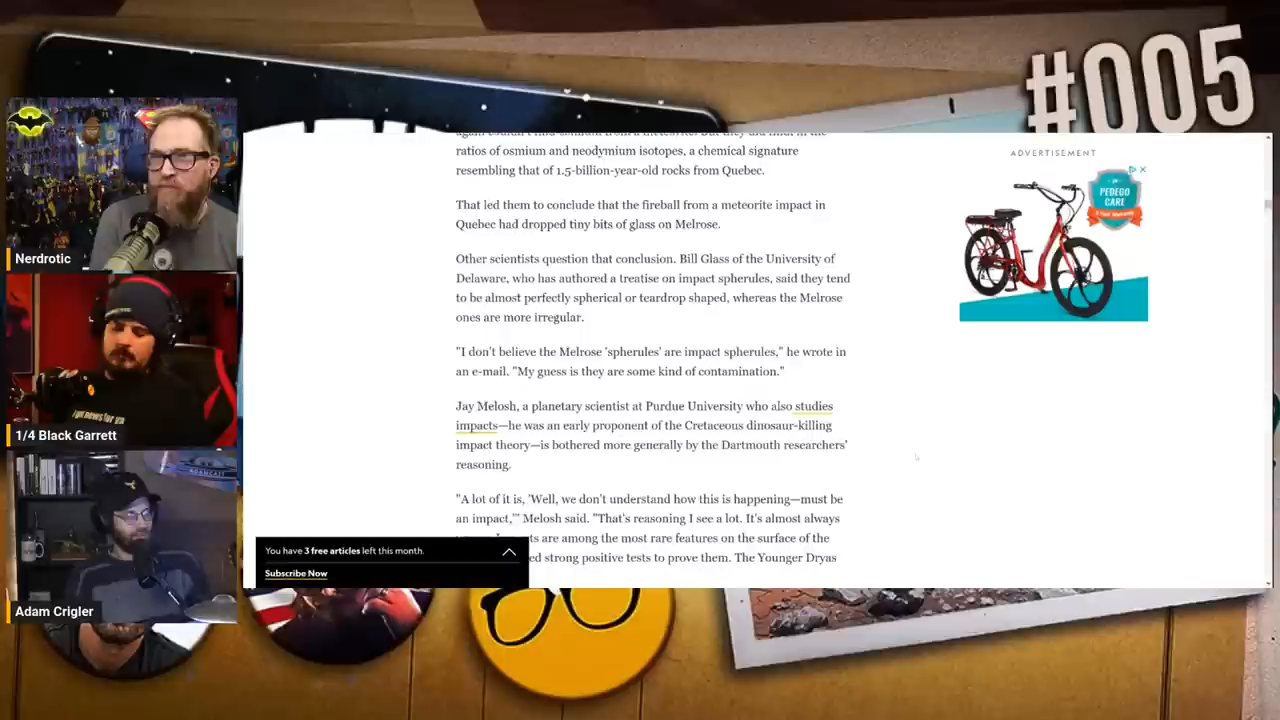 #005
ratios of osmium and neodymium isotopes, a chemical signature
resembling that of 1.5-billion-year-old rocks from Quebec.
That led them to conclude that the fireball from a meteorite impact in
Quebec had dropped tiny bits of glass on Melrose.
Other scientists question that conclusion. Bill Glass of the University of
Delaware, who has authored a treatise on impact spherules, said they tend
to be almost perfectly spherical or teardrop shaped, whereas the Melrose
ones are more irregular.
"I don't believe the Melrose 'spherules' are impact spherules," he wrote in
an e-mail. "My guess is they are some kind of contamination."
Jay Melosh, a planetary scientist at Purdue University who also studies
impacts—he was an early proponent of the Cretaceous dinosaur-killing
impact theory—is bothered more generally by the Dartmouth researchers'
reasoning.
"A lot of it is, 'Well, we don't understand how this is happening—must be
an impact,'" Melosh said. "That's reasoning I see a lot. It's almost always
are among the most rare features on the surface of the
strong positive tests to prove them. The Younger Dryas
ADVERTISEMENT
PEDEGO
CARE
You have 3 free articles left this month.
Subscribe Now
Nerdrotic
1/4 Black Garrett
Adam Crigler